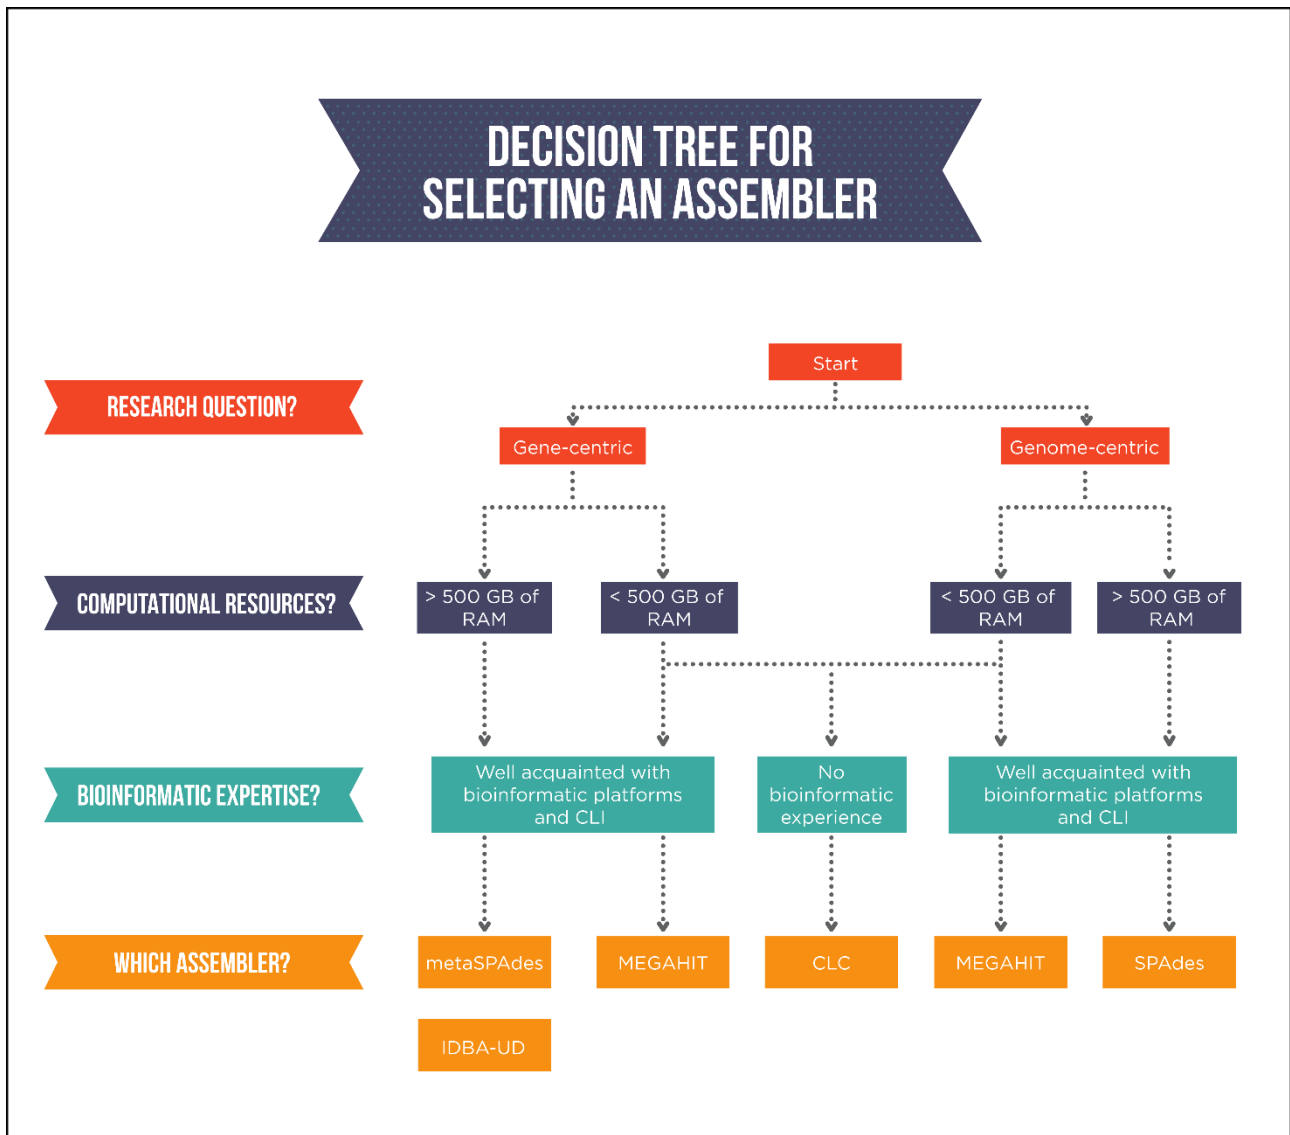 DECISION TREE FOR
SELECTING AN ASSEMBLER
Start
RESEARCH QUESTION?
Gene-centric
Genome-centric
COMPUTATIONAL RESOURCES?
> 500 GB of
RAM
< 500 GB of
RAM
< 500 GB of
RAM
> 500 GB of
RAM
BIOINFORMATIC EXPERTISE?
Well acquainted with
bioinformatic platforms
and CLI
No
bioinformatic
experience
Well acquainted with
bioinformatic platforms
and CLI
WHICH ASSEMBLER?
metaSPAdes
MEGAHIT
CLC
MEGAHIT
SPAdes
IDBA-UD